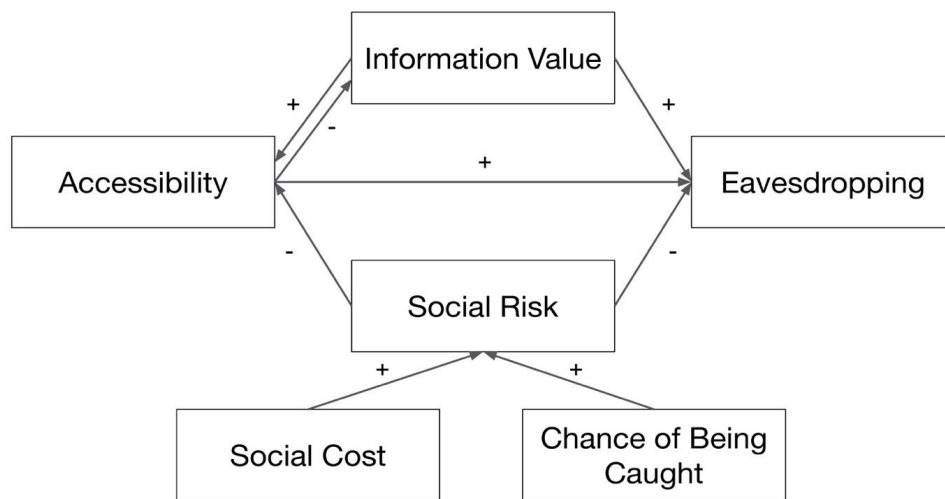 Information Value
+
-
+
Accessibility
+
Eavesdropping
-
-
Social Risk
+
+
Social Cost
Chance of Being
Caught